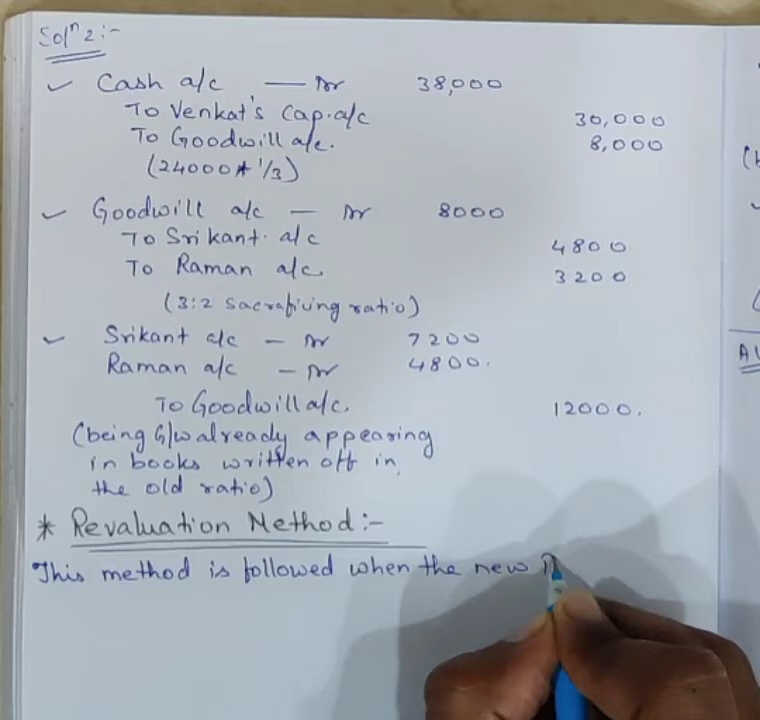 Solⁿ 2:-
✓ Cash a/c — Dr 38,000
To Venkat's Cap.a/c 30,000
To Goodwill a/c. 8,000
(24000 * 1/3)
✓ Goodwill a/c — Dr 8000
To Srikant a/c 4800
To Raman a/c. 3200
(3:2 Sacrafiving ratio)
✓ Srikant a/c — Dr 7200
Raman a/c — Dr 4800.
To Goodwill a/c. 12000.
(being G/w already appearing
in books written off in
the old ratio)
* Revaluation Method:-
This method is followed when the new
(
AL